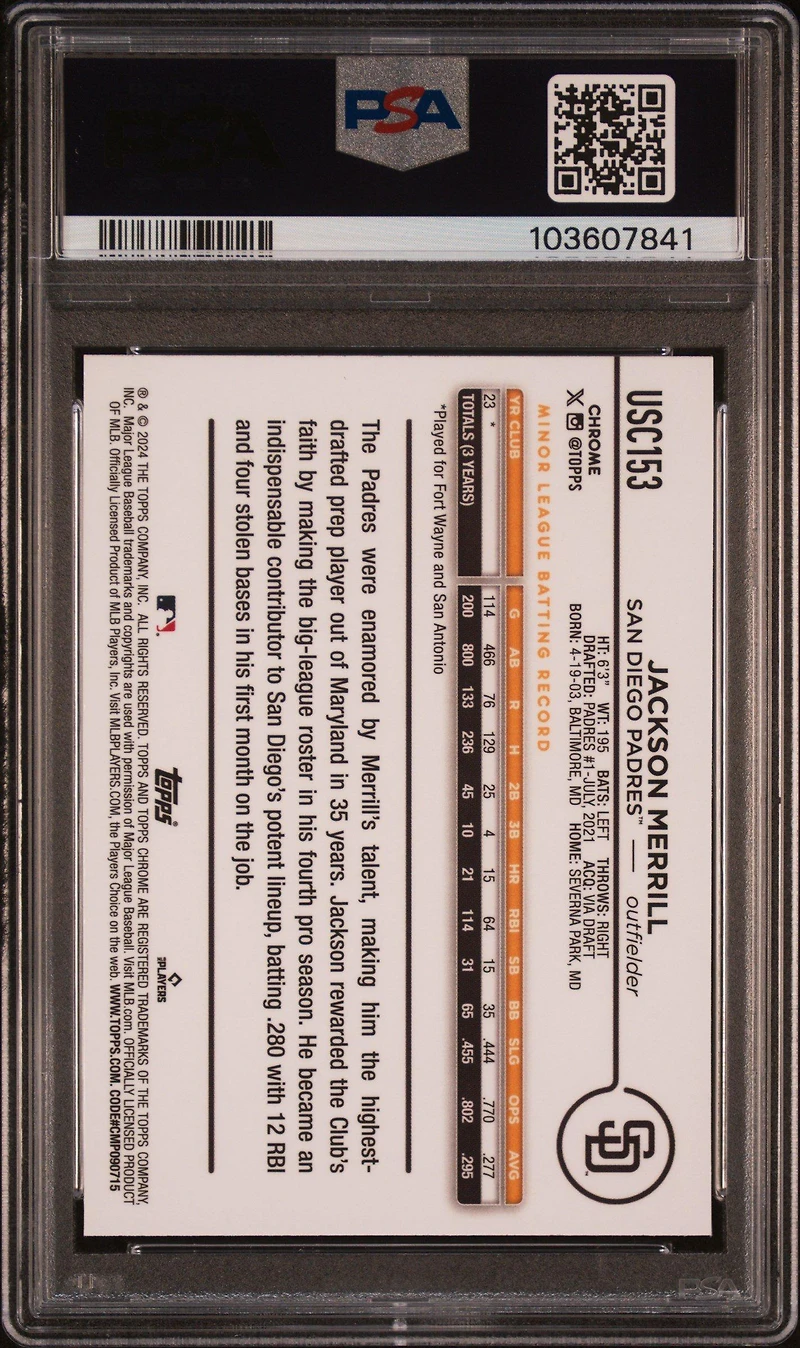 PSA
103607841
USC153
JACKSON MERRILL
SAN DIEGO PADRES™ — outfielder
CHROME
X @TOPPS
HT: 6'3" WT: 195 BATS: LEFT THROWS: RIGHT
DRAFTED: PADRES #1-JULY, 2021 ACQ: VIA DRAFT
BORN: 4-19-03, BALTIMORE, MD HOME: SEVERNA PARK, MD
SD
MINOR LEAGUE BATTING RECORD
YR CLUB G AB R H 2B 3B HR RBI SB BB SLG OPS AVG
23 * 114 466 76 129 25 4 15 64 15 35 .444 .770 .277
TOTALS (3 YEARS) 200 800 133 236 45 10 21 114 31 65 .455 .802 .295
*Played for Fort Wayne and San Antonio
The Padres were enamored by Merrill's talent, making him the highest-
drafted prep player out of Maryland in 35 years. Jackson rewarded the Club's
faith by making the big-league roster in his fourth pro season. He became an
indispensable contributor to San Diego's potent lineup, batting .280 with 12 RBI
and four stolen bases in his first month on the job.
topps®
PLAYERS
® & © 2024 THE TOPPS COMPANY, INC. ALL RIGHTS RESERVED. TOPPS AND TOPPS CHROME ARE REGISTERED TRADEMARKS OF THE TOPPS COMPANY,
INC. Major League Baseball trademarks and copyrights are used with permission of Major League Baseball. Visit MLB.com. OFFICIALLY LICENSED PRODUCT
OF MLB. Officially Licensed Product of MLB Players, Inc. Visit MLBPLAYERS.COM, the Players Choice on the web. WWW.TOPPS.COM. CODE#CMP090715
PSA